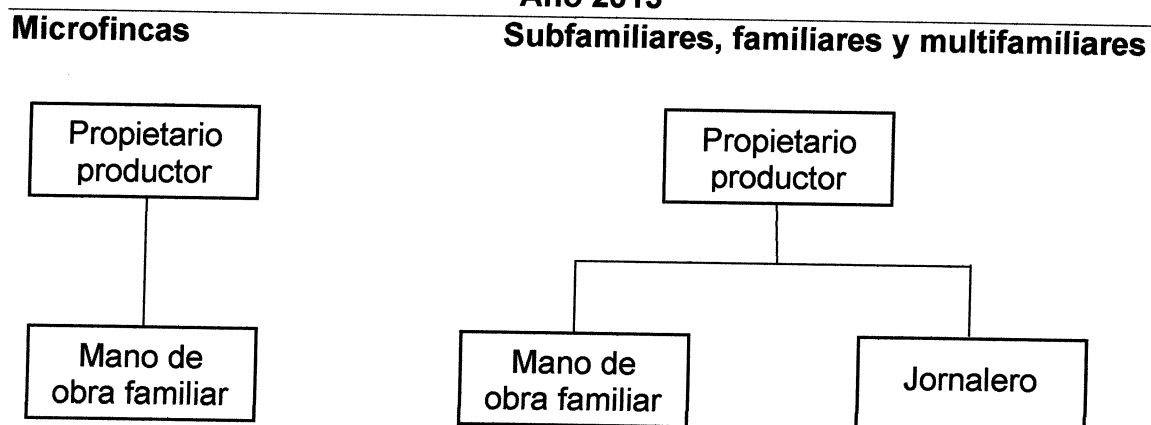 Microfincas
Subfamiliares, familiares y multifamiliares
Propietario
productor
Propietario
productor
Mano de
obra familiar
Mano de
obra familiar
Jornalero